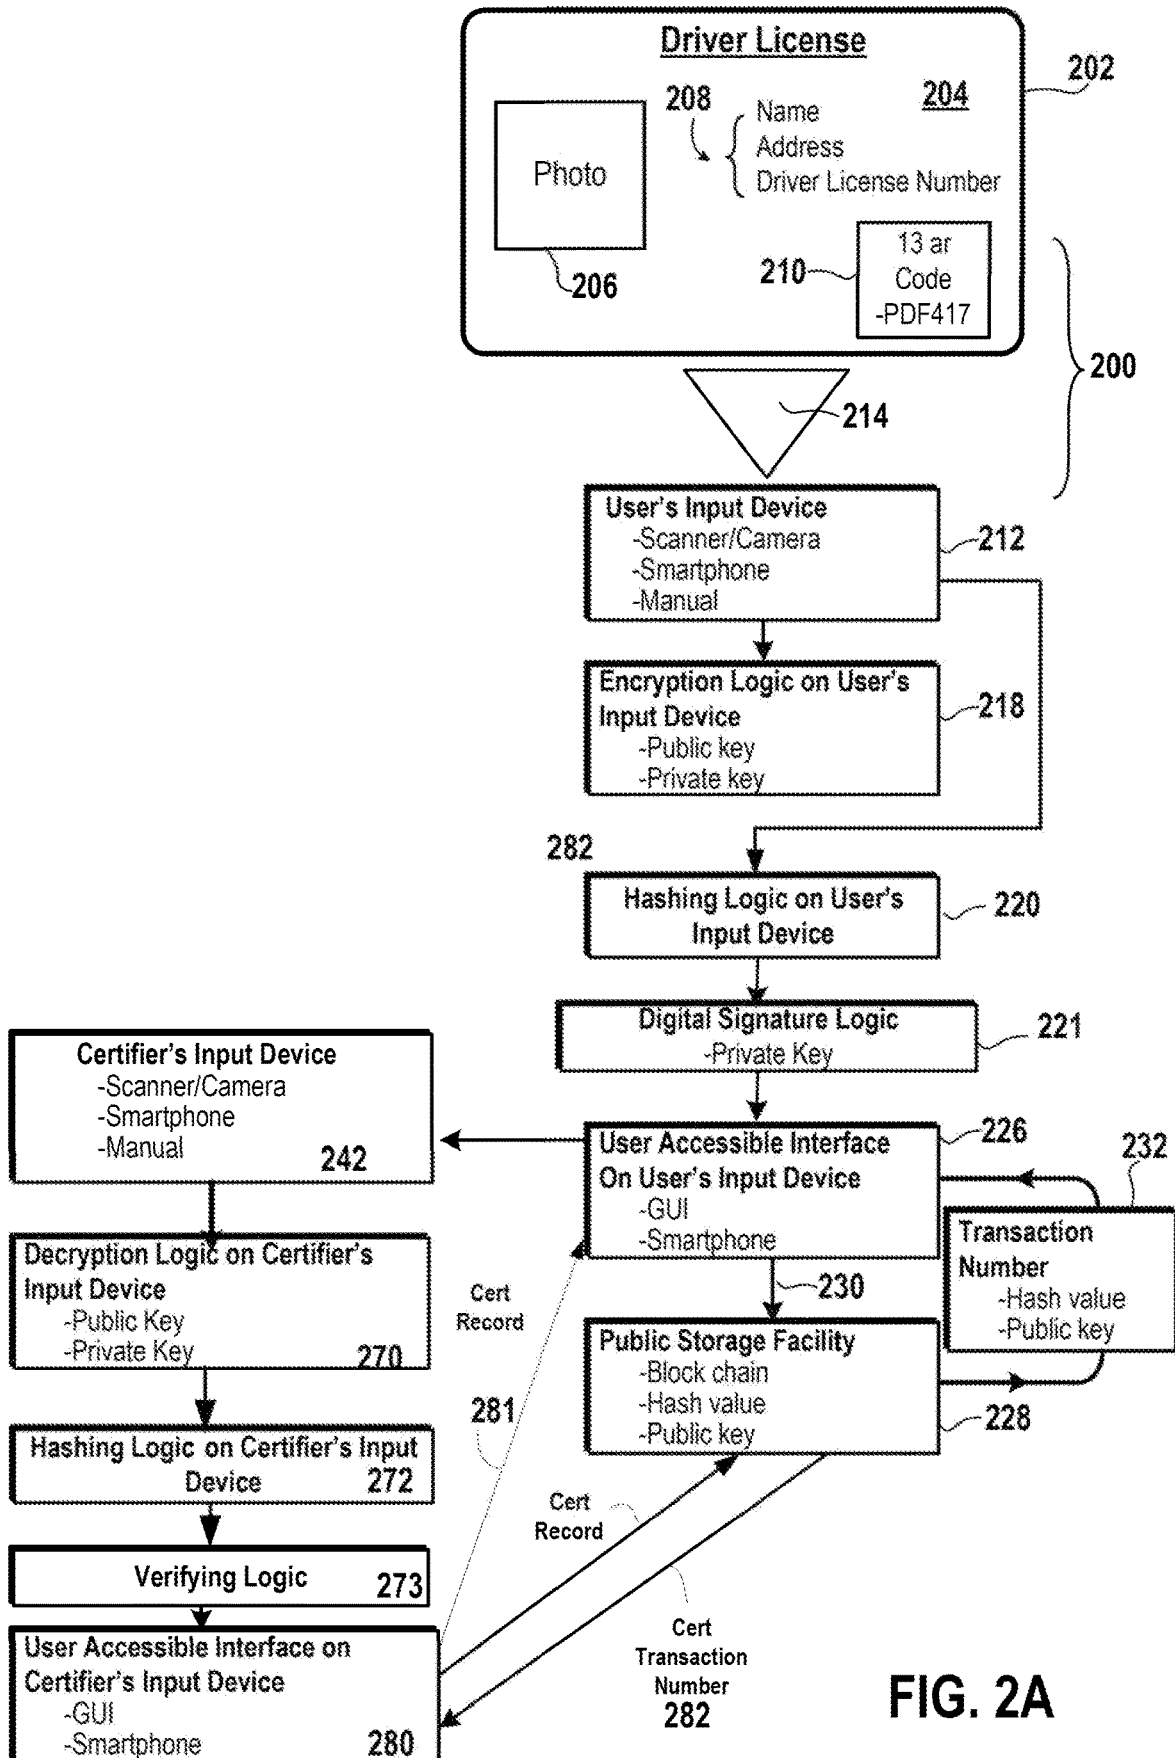 Driver License
202
204
208
Name
Address
Driver License Number
Photo
206
210
13 ar
Code
-PDF417
200
214
User's Input Device
-Scanner/Camera
-Smartphone
-Manual
212
Encryption Logic on User's
Input Device
-Public key
-Private key
218
282
Hashing Logic on User's
Input Device
220
Digital Signature Logic
-Private Key
221
Certifier's Input Device
-Scanner/Camera
-Smartphone
-Manual
242
User Accessible Interface
On User's Input Device
-GUI
-Smartphone
226
232
Transaction
Number
-Hash value
-Public key
230
Decryption Logic on Certifier's
Input Device
-Public Key
-Private Key
270
Cert
Record
281
Public Storage Facility
-Block chain
-Hash value
-Public key
228
Hashing Logic on Certifier's Input
Device
272
Cert
Record
Verifying Logic
273
Cert
Transaction
Number
282
User Accessible Interface on
Certifier's Input Device
-GUI
-Smartphone
280
FIG. 2A